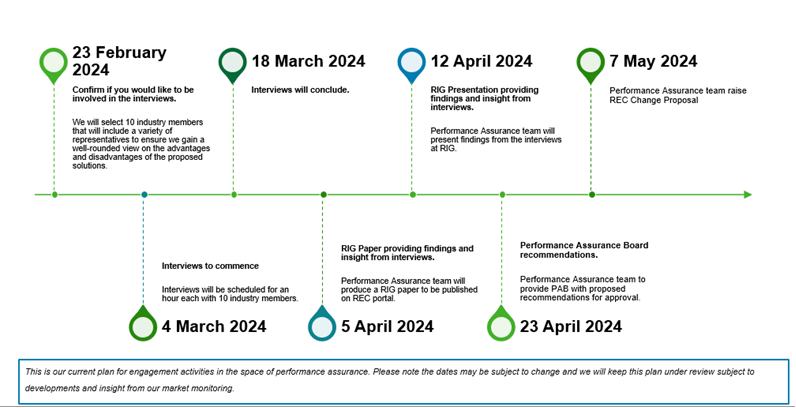 23 February
2024
Confirm if you would like to be
involved in the interviews.
We will select 10 industry members
that will include a variety of
representatives to ensure we gain a
well-rounded view on the advantages
and disadvantages of the proposed
solutions.
18 March 2024
Interviews will conclude.
12 April 2024
RIG Presentation providing
findings and insight from
interviews.
Performance Assurance team will
present findings from the interviews
at RIG.
7 May 2024
Performance Assurance team raise
REC Change Proposal
Interviews to commence
Interviews will be scheduled for an
hour each with 10 industry members.
4 March 2024
RIG Paper providing findings and
insight from interviews.
Performance Assurance team will
produce a RIG paper to be published
on REC portal.
5 April 2024
Performance Assurance Board
recommendations.
Performance Assurance team to
provide PAB with proposed
recommendations for approval.
23 April 2024
This is our current plan for engagement activities in the space of performance assurance. Please note the dates may be subject to change and we will keep this plan under review subject to
developments and insight from our market monitoring.